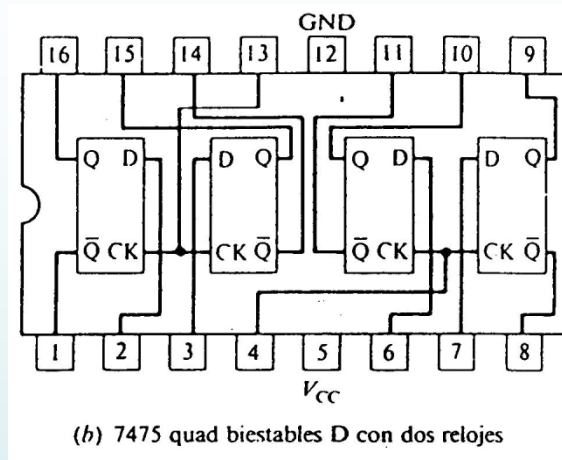 GND
16 15 14 13 12 11 10 9
Q D D Q Q D D Q
Q̅ CK CK Q̅ Q̅ CK CK Q̅
1 2 3 4 5 6 7 8
V_CC
(b) 7475 quad biestables D con dos relojes